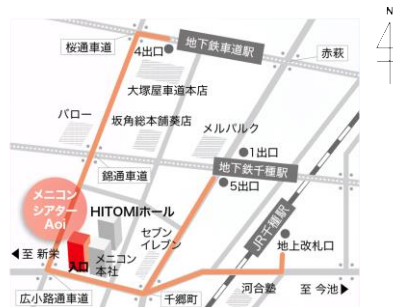 N
桜通車道
地下鉄車道駅
4出口
赤萩
大塚屋車道本店
バロー
坂角総本舗葵店
メルパルク
1出口
地下鉄千種駅
錦通車道
5出口
メニコン
シアター
Aoi
HITOMIホール
JR千種駅
セブン
イレブン
地上改札口
◀至 新栄
入口
メニコン
本社
河合塾
至 今池▶
広小路通車道
千郷町